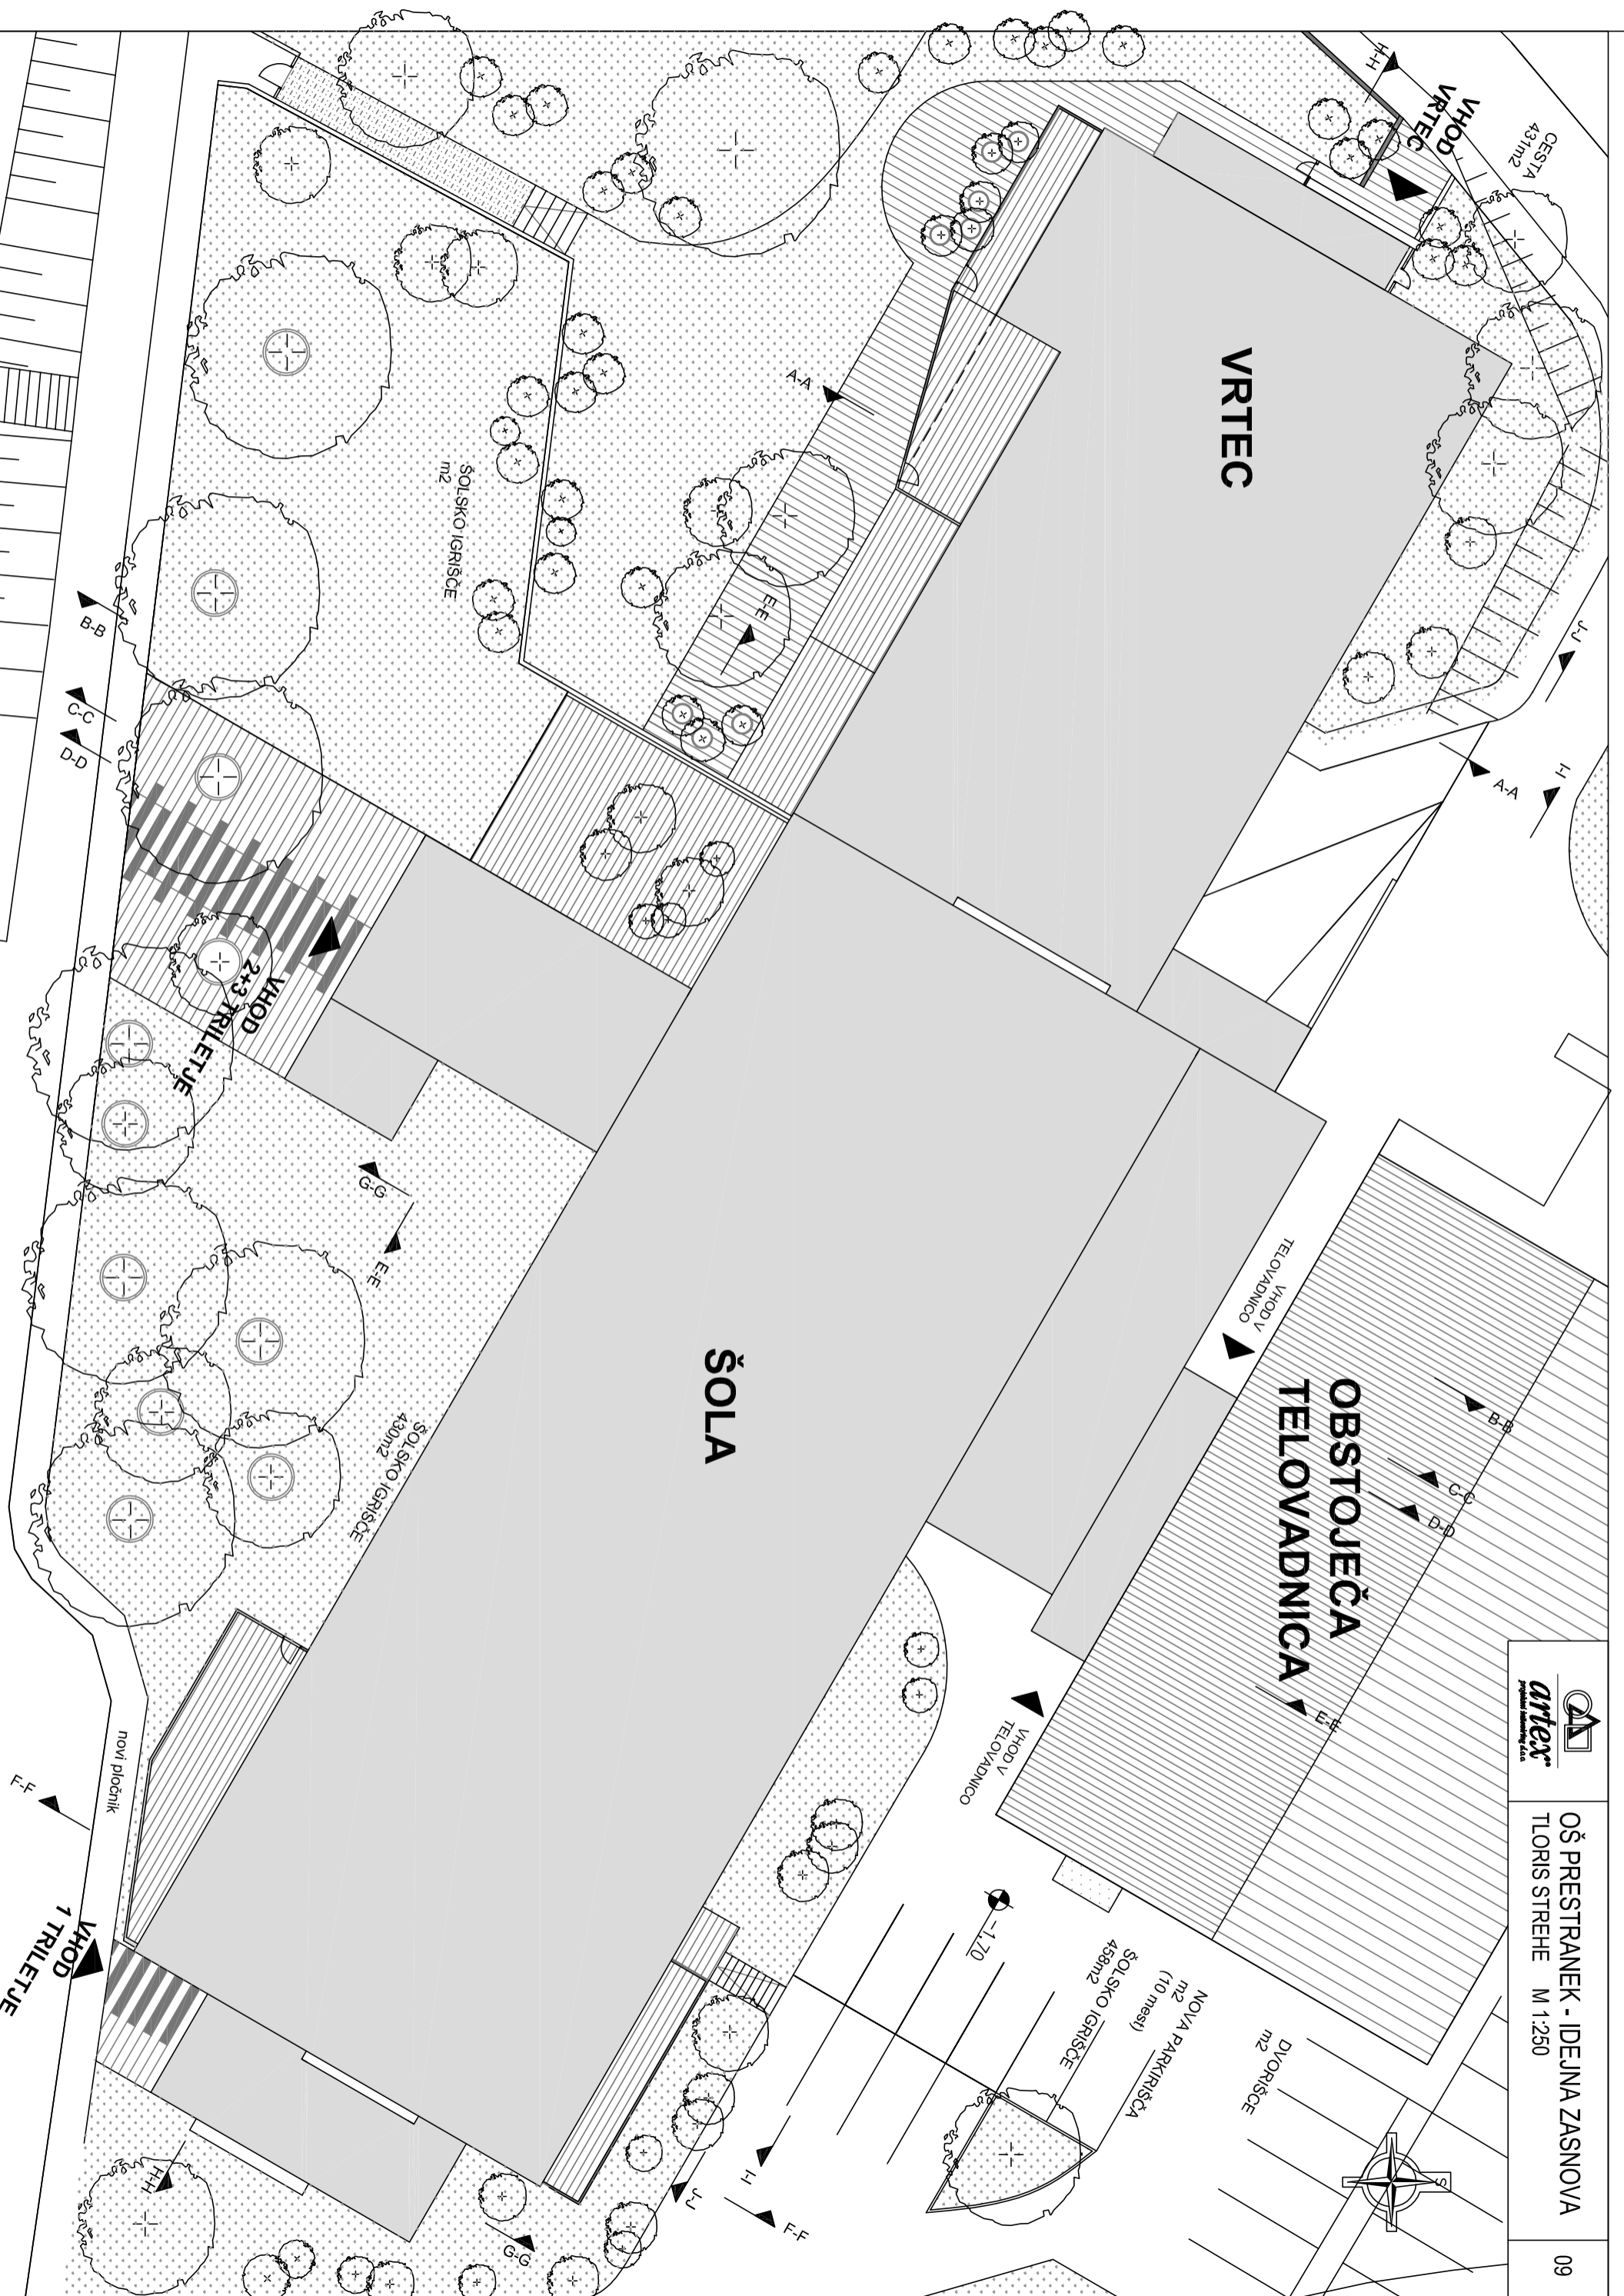 H-H
VHOD
VRTEC
CESTA
431m2
VRTEC
A-A
ŠOLSKO IGRIŠČE
m2
E-E
J-J
I-I
A-A
B-B
C-C
D-D
VHOD
2+3 TRILETJE
G-G
E-E
ŠOLA
ŠOLSKO IGRIŠČE
430m2
VHOD V
TELOVADNICO
OBSTOJEČA
TELOVADNICA
B-B
C-C
D-D
E-E
VHOD V
TELOVADNICO
novi pločnik
F-F
VHOD
1 TRILETJE
-1,70
ŠOLSKO IGRIŠČE
458m2
NOVA PARKIRIŠČA
m2
(10 mest)
DVORIŠČE
m2
S
H-H
G-G
J-J
I-I
F-F
artex
OŠ PRESTRANEK - IDEJNA ZASNOVA
TLORIS STREHE M 1:250
09